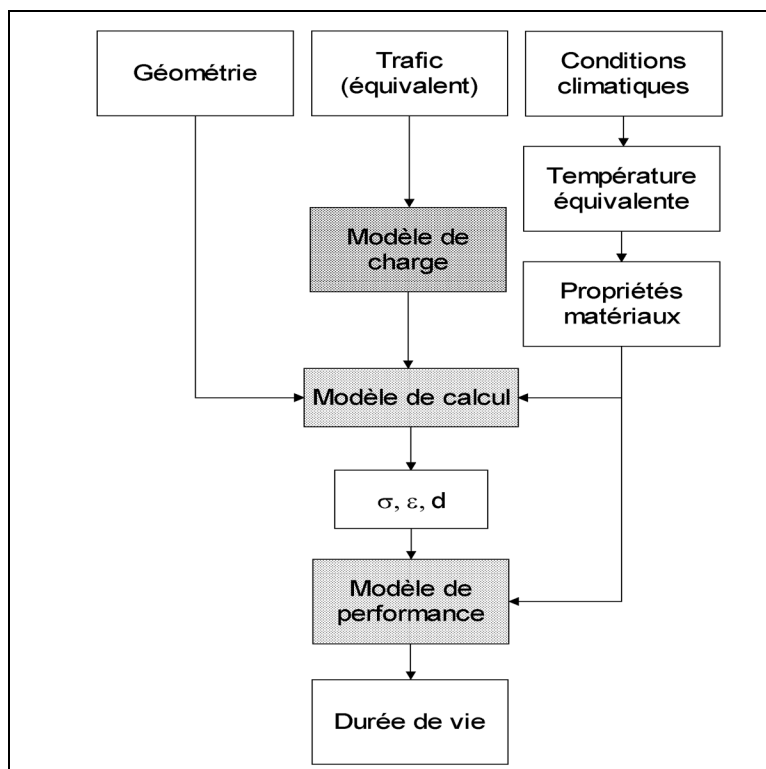 Géométrie
Trafic
(équivalent)
Conditions
climatiques
Température
équivalente
Modèle de
charge
Propriétés
matériaux
Modèle de calcul
σ, ε, d
Modèle de
performance
Durée de vie